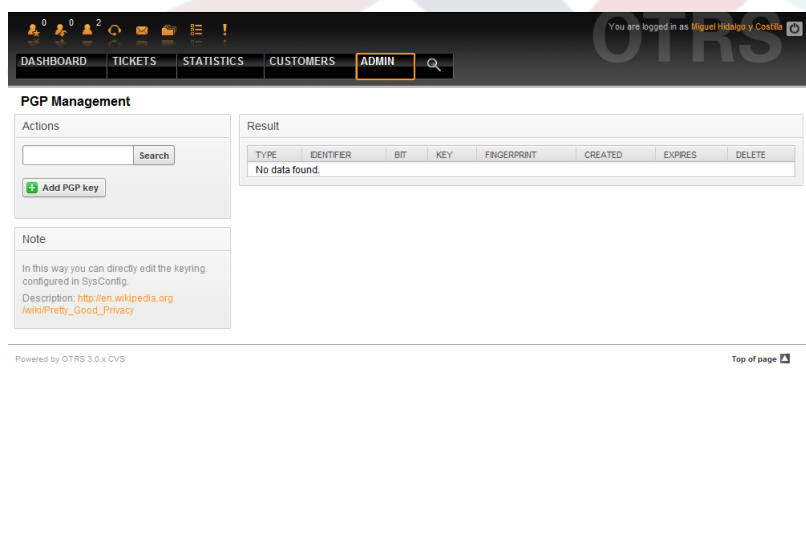 0 0 2
OTRS
You are logged in as Miguel Hidalgo y Costilla
DASHBOARD TICKETS STATISTICS CUSTOMERS ADMIN
PGP Management
Actions
Search
Add PGP key
Result
TYPE IDENTIFIER BIT KEY FINGERPRINT CREATED EXPIRES DELETE
No data found.
Note
In this way you can directly edit the keyring
configured in SysConfig.
Description: http://en.wikipedia.org
/wiki/Pretty_Good_Privacy
Powered by OTRS 3.0.x CVS
Top of page